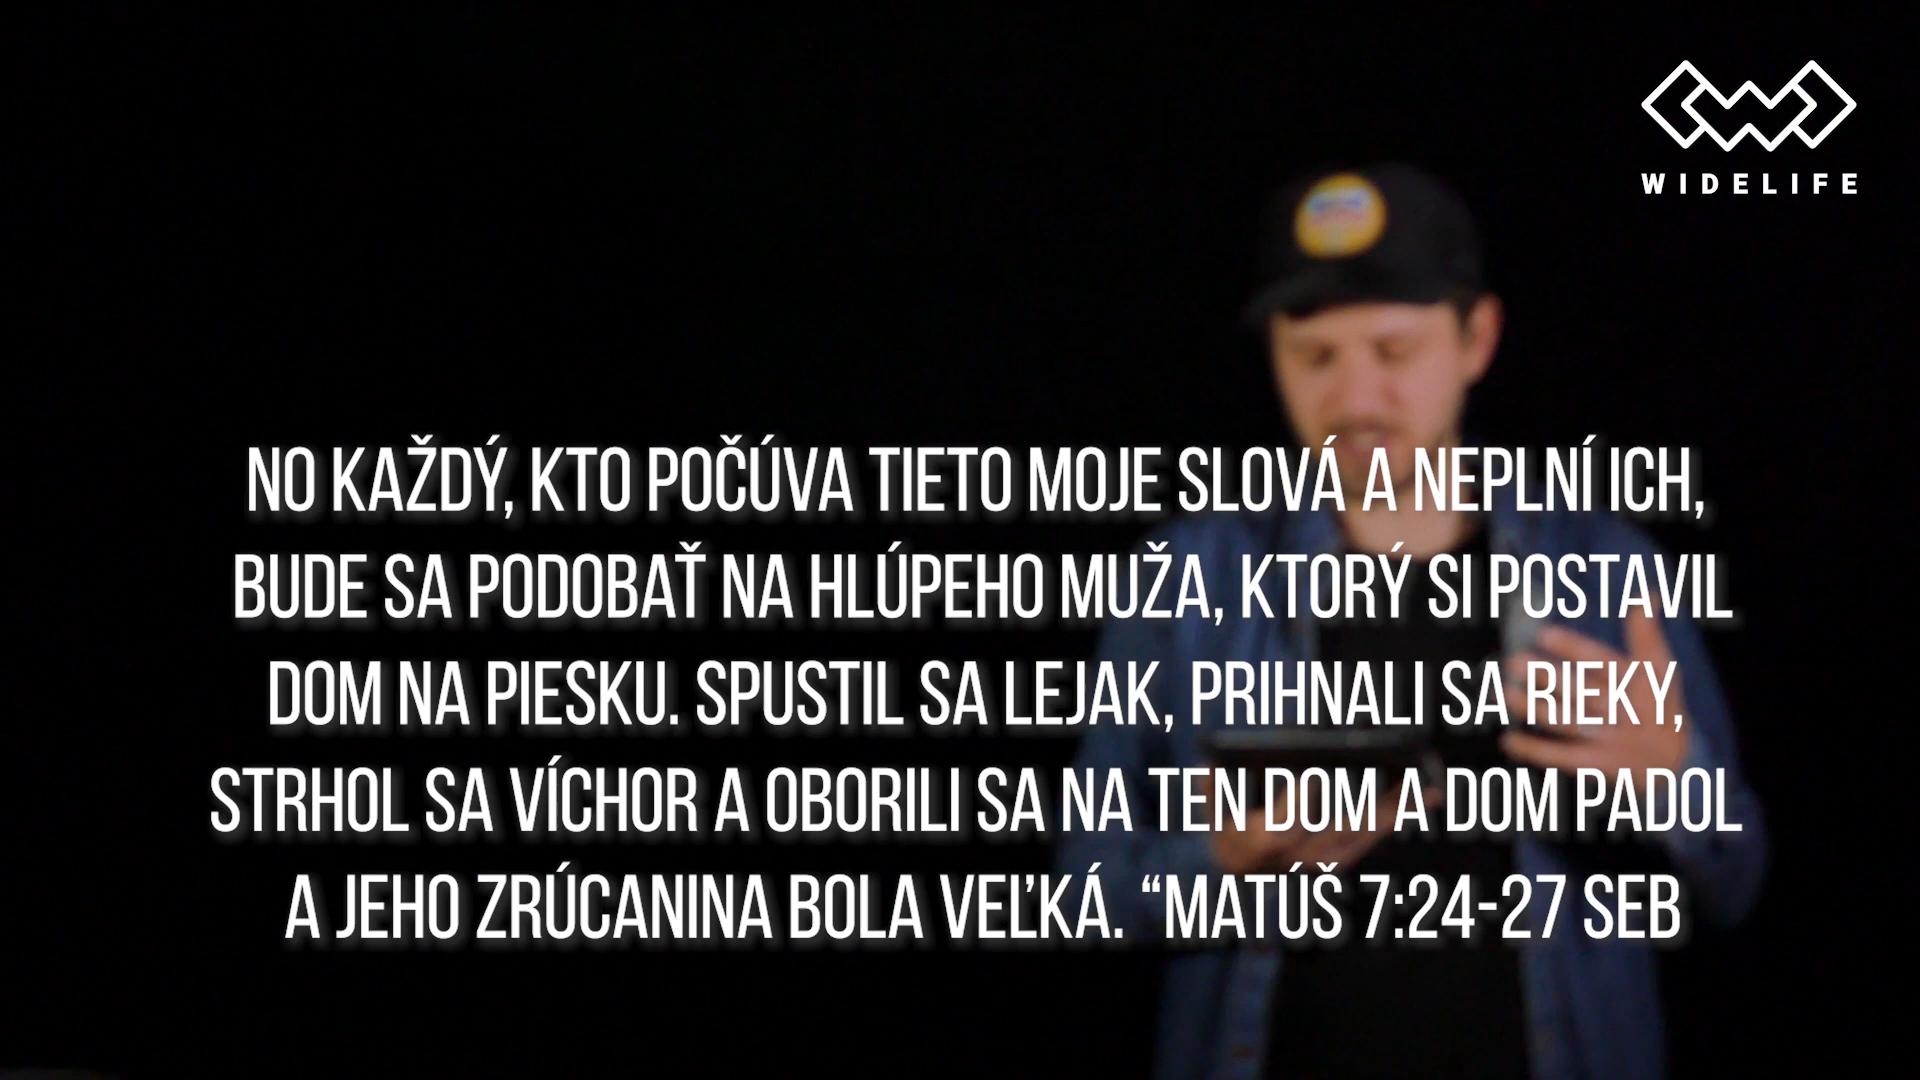 WIDELIFE
NO KAŽDÝ, KTO POČÚVA TIETO MOJE SLOVÁ A NEPLNÍ ICH,
BUDE SA PODOBAŤ NA HLÚPEHO MUŽA, KTORÝ SI POSTAVIL
DOM NA PIESKU. SPUSTIL SA LEJAK, PRIHNALI SA RIEKY,
STRHOL SA VÍCHOR A OBORILI SA NA TEN DOM A DOM PADOL
A JEHO ZRÚCANINA BOLA VEĽKÁ. “MATÚŠ 7:24-27 SEB